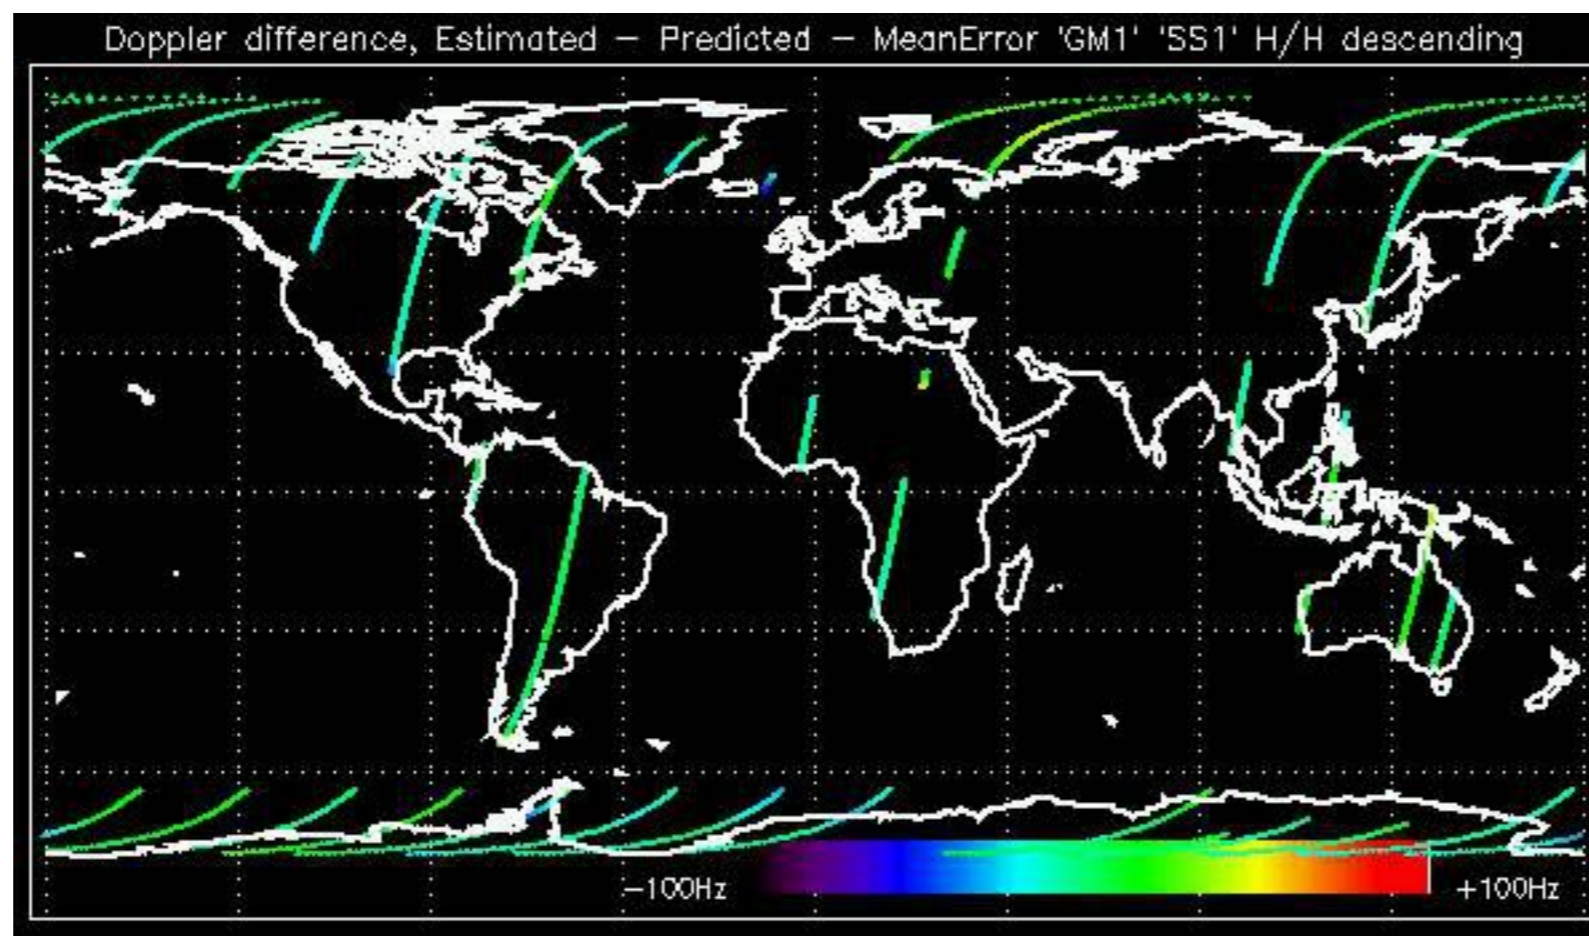 Doppler difference, Estimated – Predicted – MeanError 'GM1' 'SS1' H/H descending
–100Hz
+100Hz